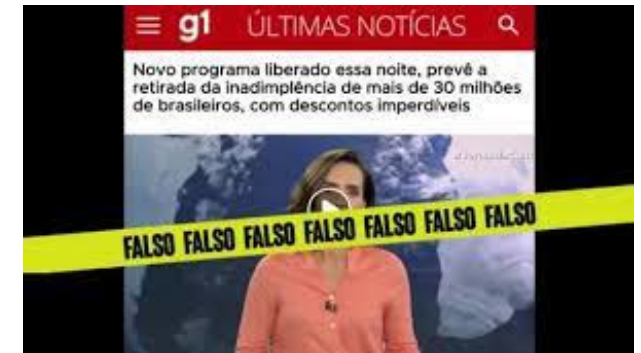 g1 ÚLTIMAS NOTÍCIAS
Novo programa liberado essa noite, prevê a
retirada da inadimplência de mais de 30 milhões
de brasileiros, com descontos imperdíveis
FALSO FALSO FALSO FALSO FALSO FALSO FALSO